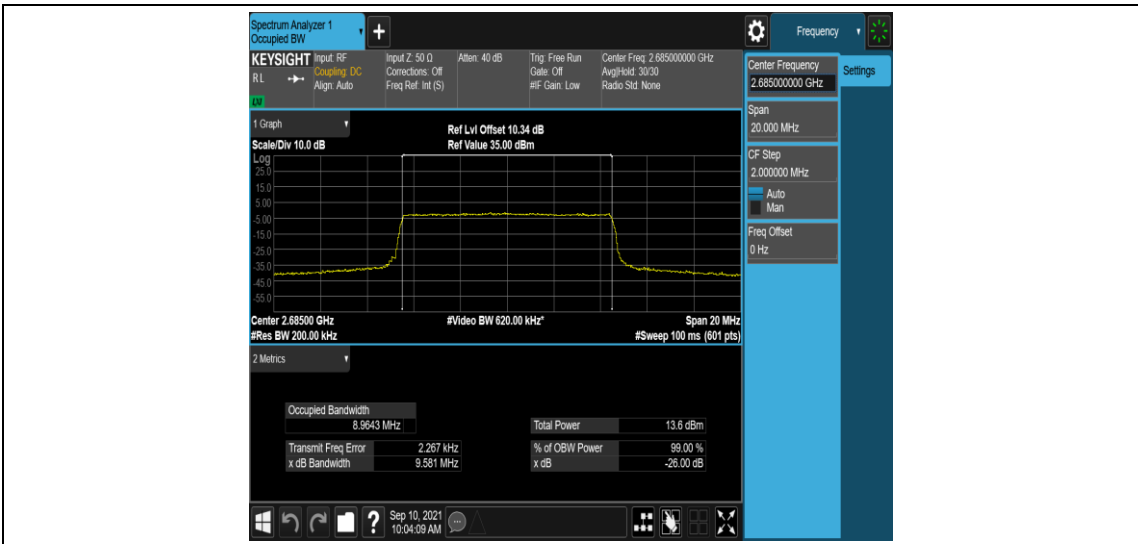 Spectrum Analyzer 1
Occupied BW
+
Frequency
KEYSIGHT
RL
LXI
Input: RF
Coupling: DC
Align: Auto
Input Z: 50 Ω
Corrections: Off
Freq Ref: Int (S)
Atten: 40 dB
Trig: Free Run
Gate: Off
#IF Gain: Low
Center Freq: 2.685000000 GHz
Avg|Hold: 30/30
Radio Std: None
Center Frequency
2.685000000 GHz
Settings
Span
20.000 MHz
CF Step
2.000000 MHz
Auto
Man
Freq Offset
0 Hz
1 Graph
Scale/Div 10.0 dB
Ref Lvl Offset 10.34 dB
Ref Value 35.00 dBm
Log
25.0
15.0
5.00
-5.00
-15.0
-25.0
-35.0
-45.0
-55.0
Center 2.68500 GHz
#Res BW 200.00 kHz
#Video BW 620.00 kHz*
Span 20 MHz
#Sweep 100 ms (601 pts)
2 Metrics
Occupied Bandwidth
8.9643 MHz
Total Power 13.6 dBm
Transmit Freq Error 2.267 kHz
% of OBW Power 99.00 %
x dB Bandwidth 9.581 MHz
x dB -26.00 dB
?
Sep 10, 2021
10:04:09 AM